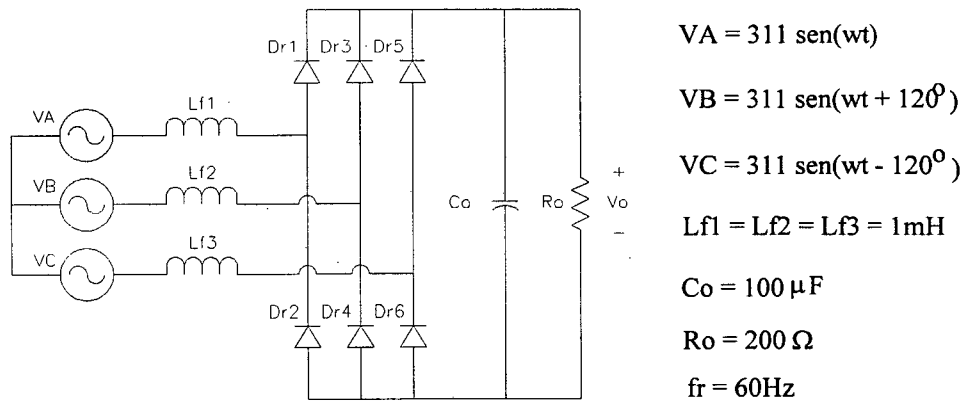 Dr1 Dr3 Dr5
VA
Lf1
VB
Lf2
VC
Lf3
Dr2 Dr4 Dr6
Co
Ro
+
Vo
−
VA = 311 sen(wt)
VB = 311 sen(wt + 120º)
VC = 311 sen(wt - 120º)
Lf1 = Lf2 = Lf3 = 1mH
Co = 100 µF
Ro = 200 Ω
fr = 60Hz